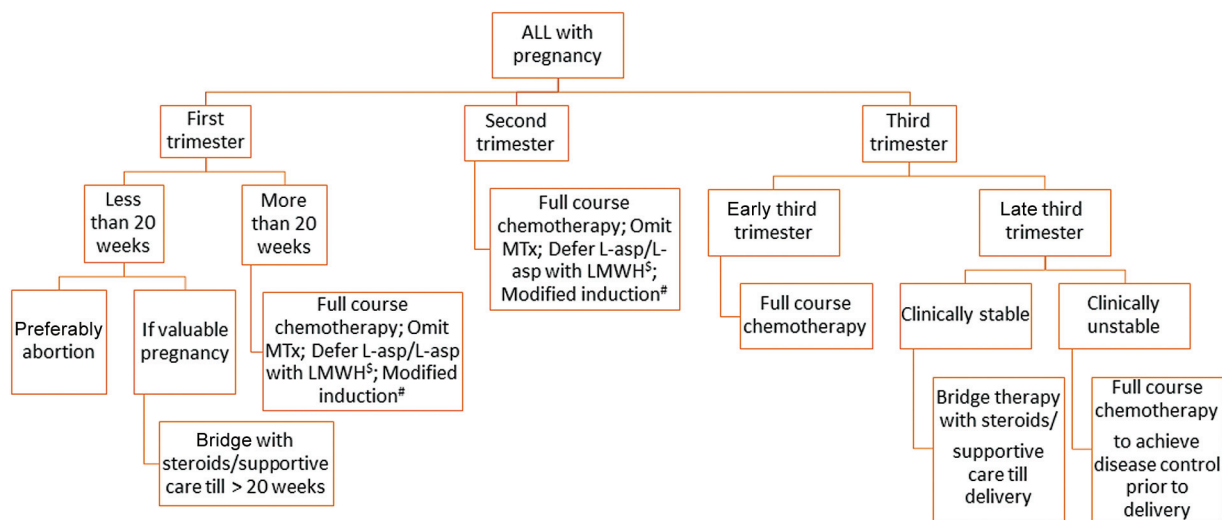 ALL with
pregnancy
First
trimester
Second
trimester
Third
trimester
Less
than 20
weeks
More
than 20
weeks
Full course
chemotherapy; Omit
MTx; Defer L-asp/L-
asp with LMWH$;
Modified induction#
Early third
trimester
Late third
trimester
Preferably
abortion
If valuable
pregnancy
Full course
chemotherapy; Omit
MTx; Defer L-asp/L-asp
with LMWH$; Modified
induction#
Full course
chemotherapy
Clinically stable
Clinically
unstable
Bridge with
steroids/supportive
care till > 20 weeks
Bridge therapy
with steroids/
supportive
care till
delivery
Full course
chemotherapy
to achieve
disease control
prior to
delivery